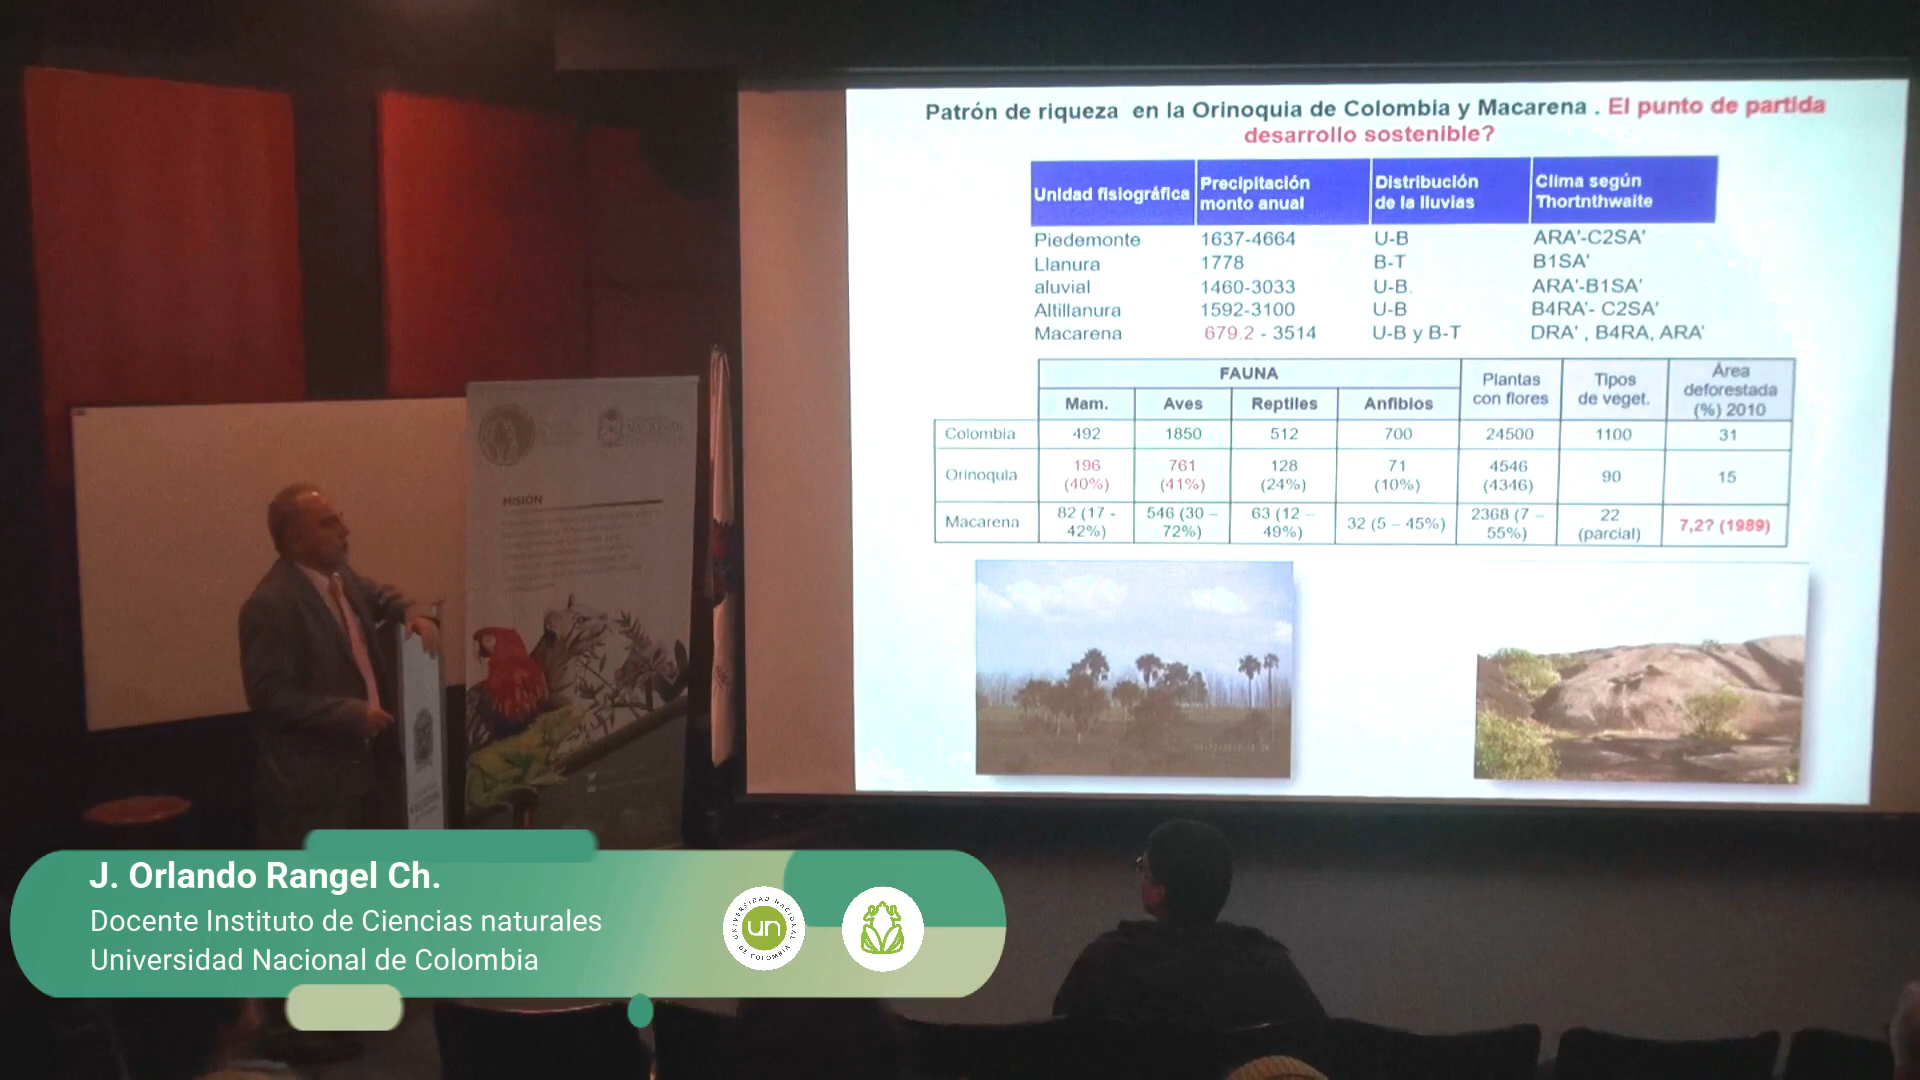 Patrón de riqueza en la Orinoquia de Colombia y Macarena . El punto de partida
desarrollo sostenible?
Unidad fisiográfica Precipitación monto anual Distribución de la lluvias Clima según Thortnthwaite
Piedemonte 1637-4664 U-B ARA'-C2SA'
Llanura 1778 B-T B1SA'
aluvial 1460-3033 U-B. ARA'-B1SA'
Altillanura 1592-3100 U-B B4RA'- C2SA'
Macarena 679.2 - 3514 U-B y B-T DRA' , B4RA, ARA'
FAUNA Plantas con flores Tipos de veget. Área deforestada (%) 2010
Mam. Aves Reptiles Anfibios
Colombia 492 1850 512 700 24500 1100 31
Orinoquia 196 (40%) 761 (41%) 128 (24%) 71 (10%) 4546 (4346) 90 15
Macarena 82 (17 - 42%) 546 (30 – 72%) 63 (12 – 49%) 32 (5 – 45%) 2368 (7 – 55%) 22 (parcial) 7,2? (1989)
MISIÓN
J. Orlando Rangel Ch.
Docente Instituto de Ciencias naturales
Universidad Nacional de Colombia
UNIVERSIDAD NACIONAL
un
DE COLOMBIA